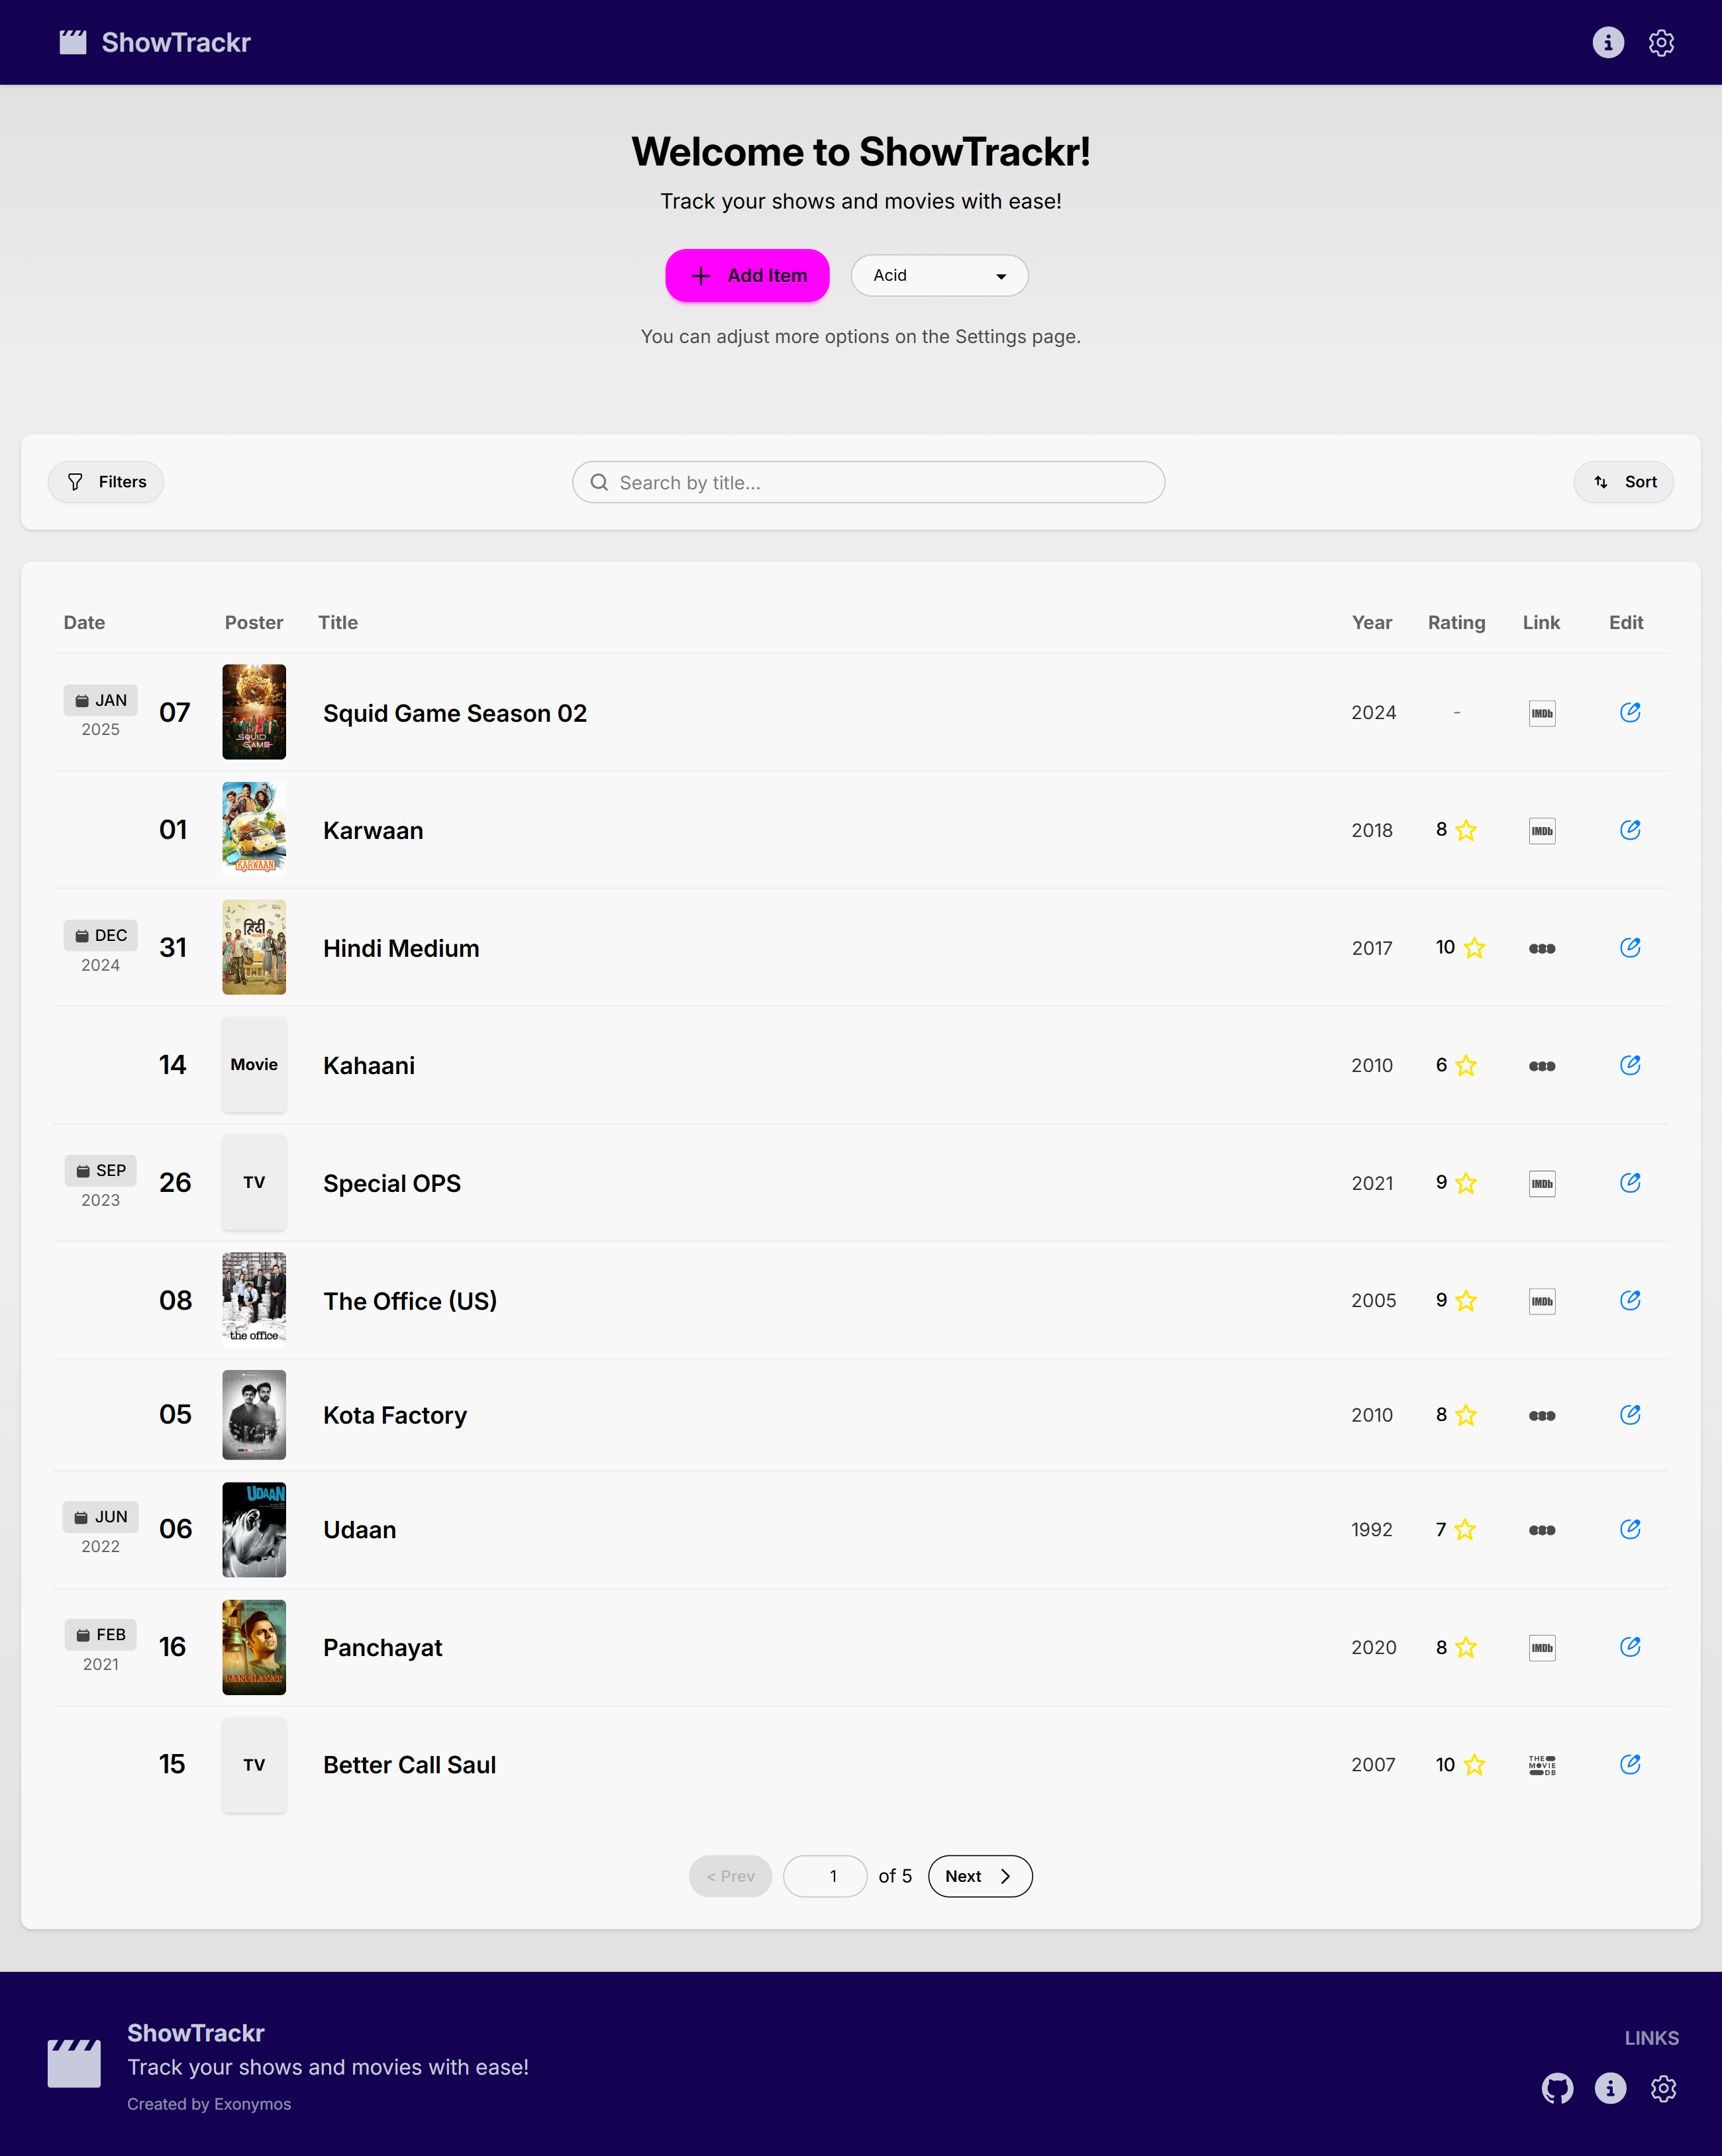 ShowTrackr
Welcome to ShowTrackr!
Track your shows and movies with ease!
Add Item
Acid
You can adjust more options on the Settings page.
Filters
Search by title...
Sort
Date Poster Title Year Rating Link Edit
JAN
2025
07
SQUID
GAME
Squid Game Season 02
2024 - IMDb
01
KARWAAN
Karwaan
2018 8 IMDb
DEC
2024
31
हिंदी
Hindi Medium
2017 10
14 Movie Kahaani 2010 6
SEP
2023
26 TV Special OPS 2021 9 IMDb
08
the office
The Office (US)
2005 9 IMDb
05 Kota Factory 2010 8
JUN
2022
06
UDAAN
Udaan
1992 7
FEB
2021
16
PANCHAYAT
Panchayat
2020 8 IMDb
15 TV Better Call Saul 2007 10
THE
MOVIE
DB
< Prev 1 of 5 Next
ShowTrackr
Track your shows and movies with ease!
Created by Exonymos
LINKS